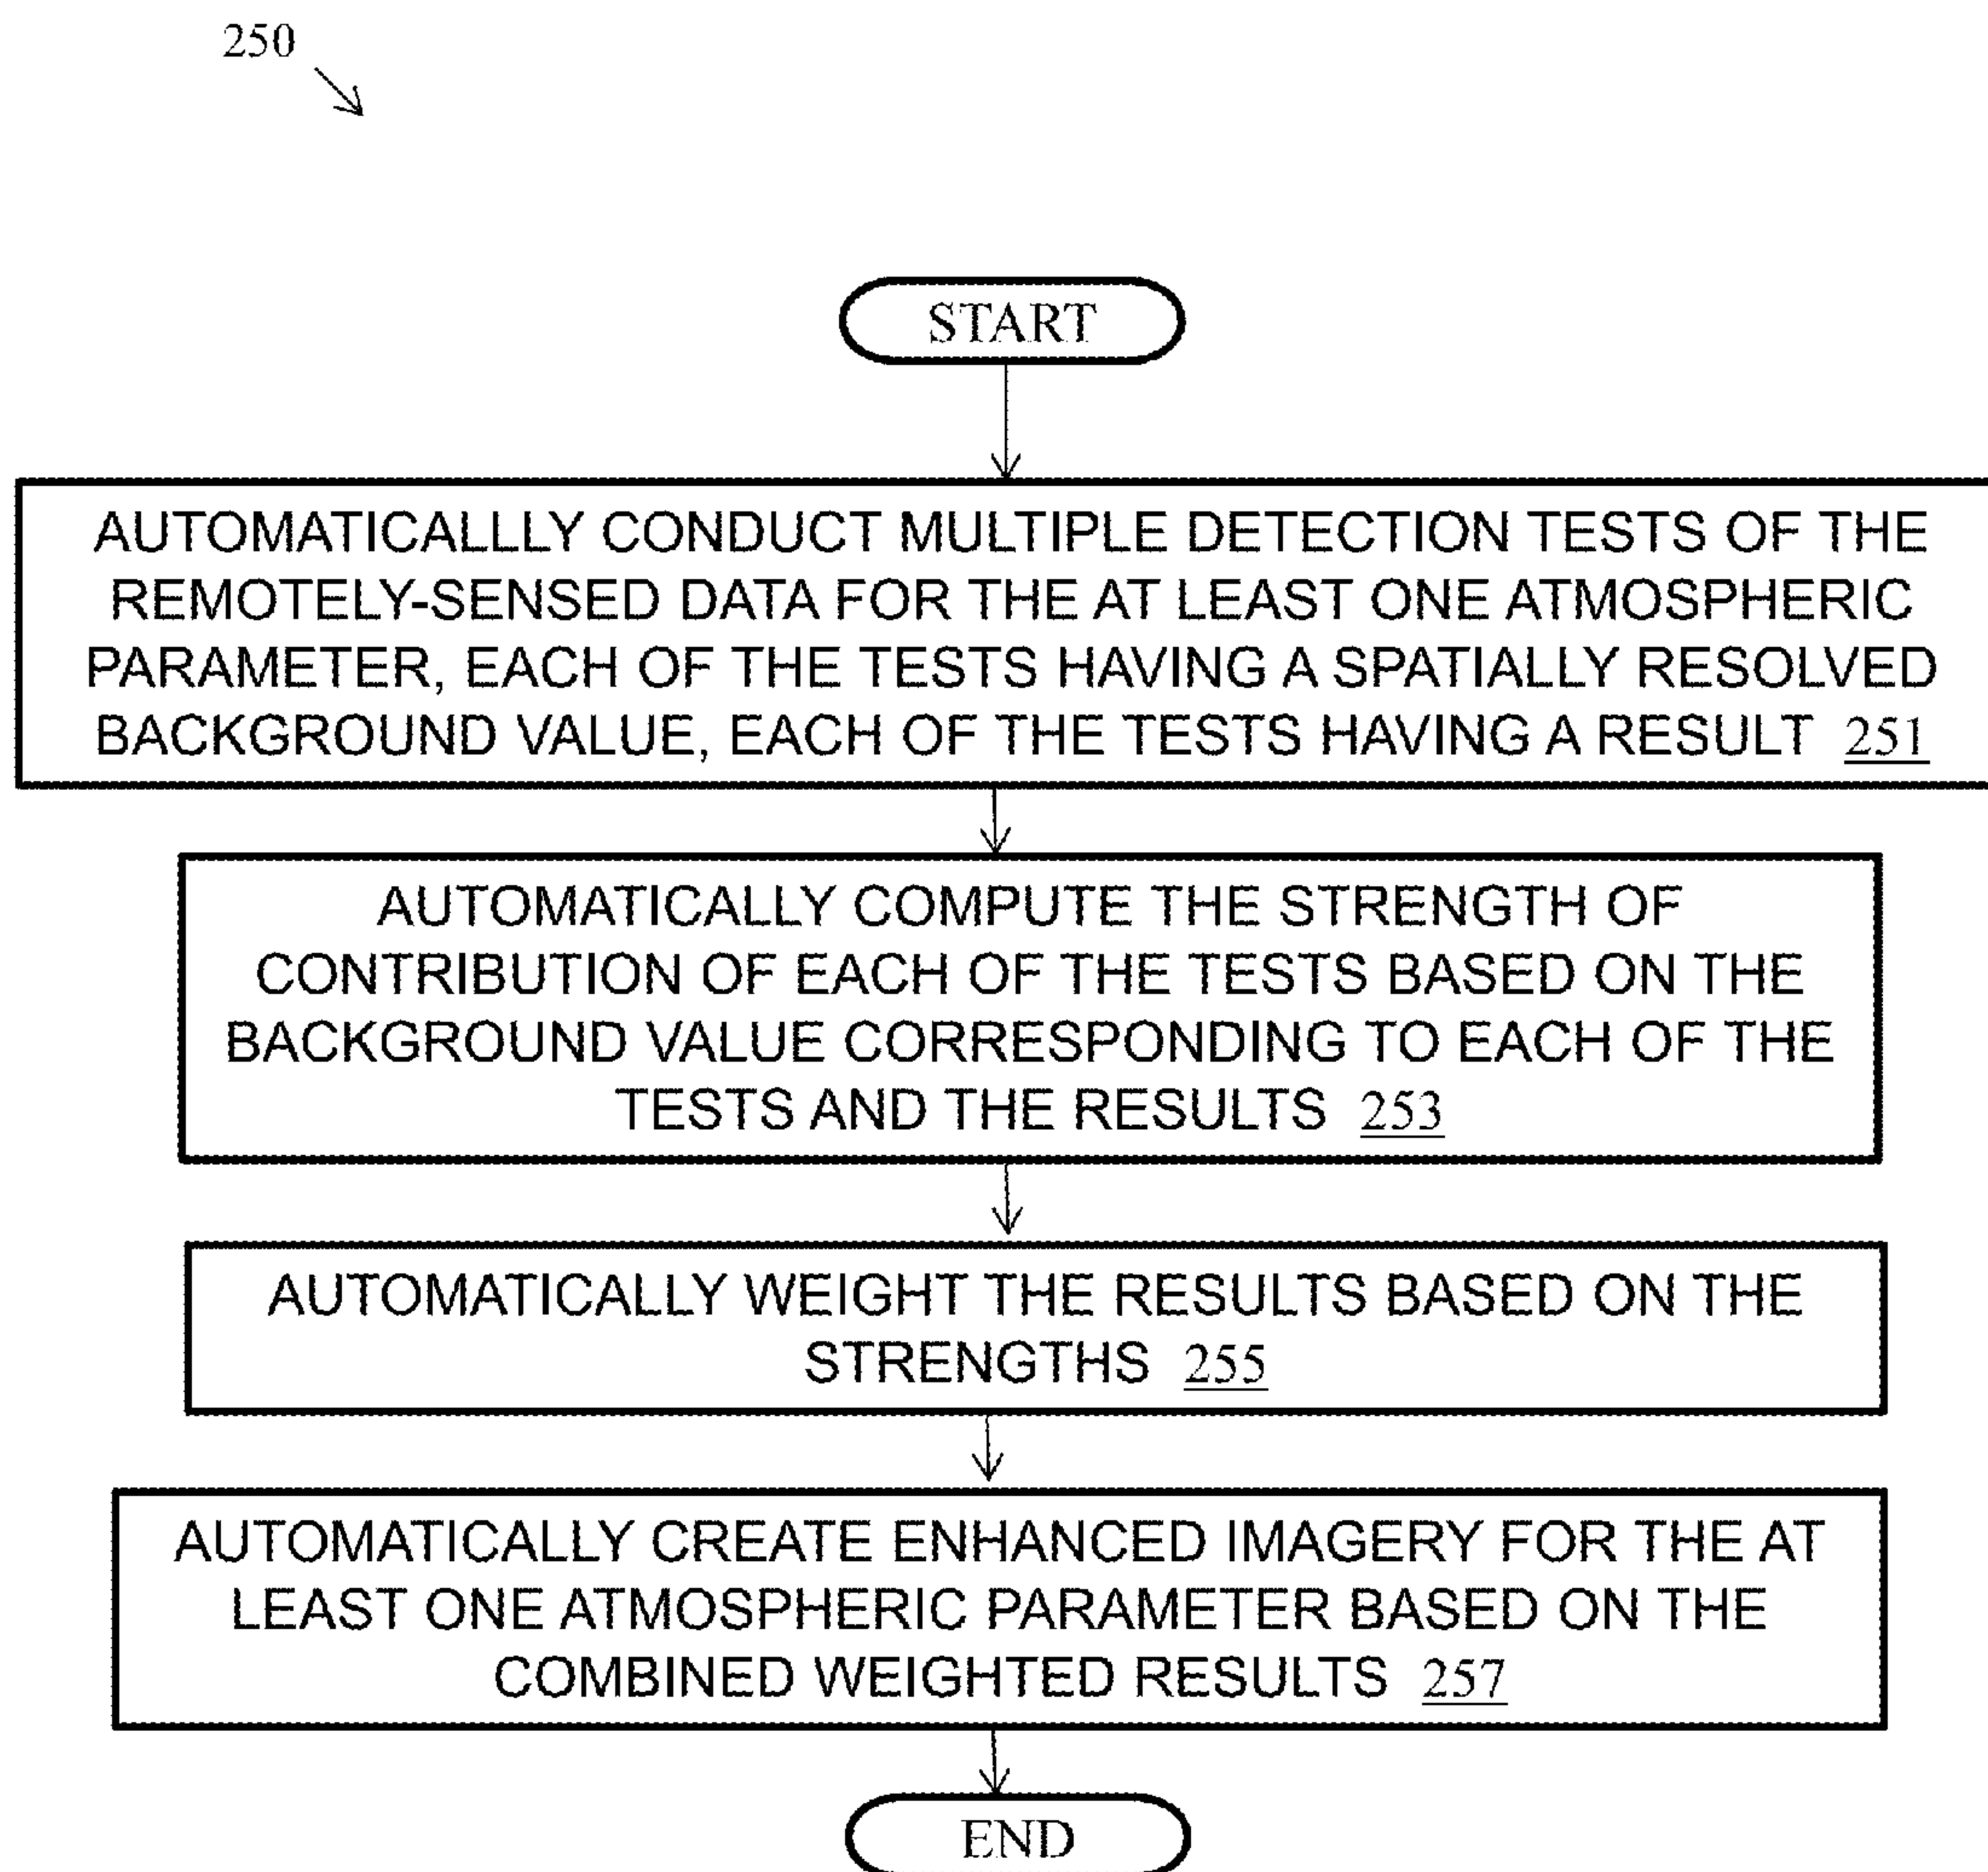 250
START
AUTOMATICALLLY CONDUCT MULTIPLE DETECTION TESTS OF THE
REMOTELY-SENSED DATA FOR THE AT LEAST ONE ATMOSPHERIC
PARAMETER, EACH OF THE TESTS HAVING A SPATIALLY RESOLVED
BACKGROUND VALUE, EACH OF THE TESTS HAVING A RESULT 251
AUTOMATICALLY COMPUTE THE STRENGTH OF
CONTRIBUTION OF EACH OF THE TESTS BASED ON THE
BACKGROUND VALUE CORRESPONDING TO EACH OF THE
TESTS AND THE RESULTS 253
AUTOMATICALLY WEIGHT THE RESULTS BASED ON THE
STRENGTHS 255
AUTOMATICALLY CREATE ENHANCED IMAGERY FOR THE AT
LEAST ONE ATMOSPHERIC PARAMETER BASED ON THE
COMBINED WEIGHTED RESULTS 257
END